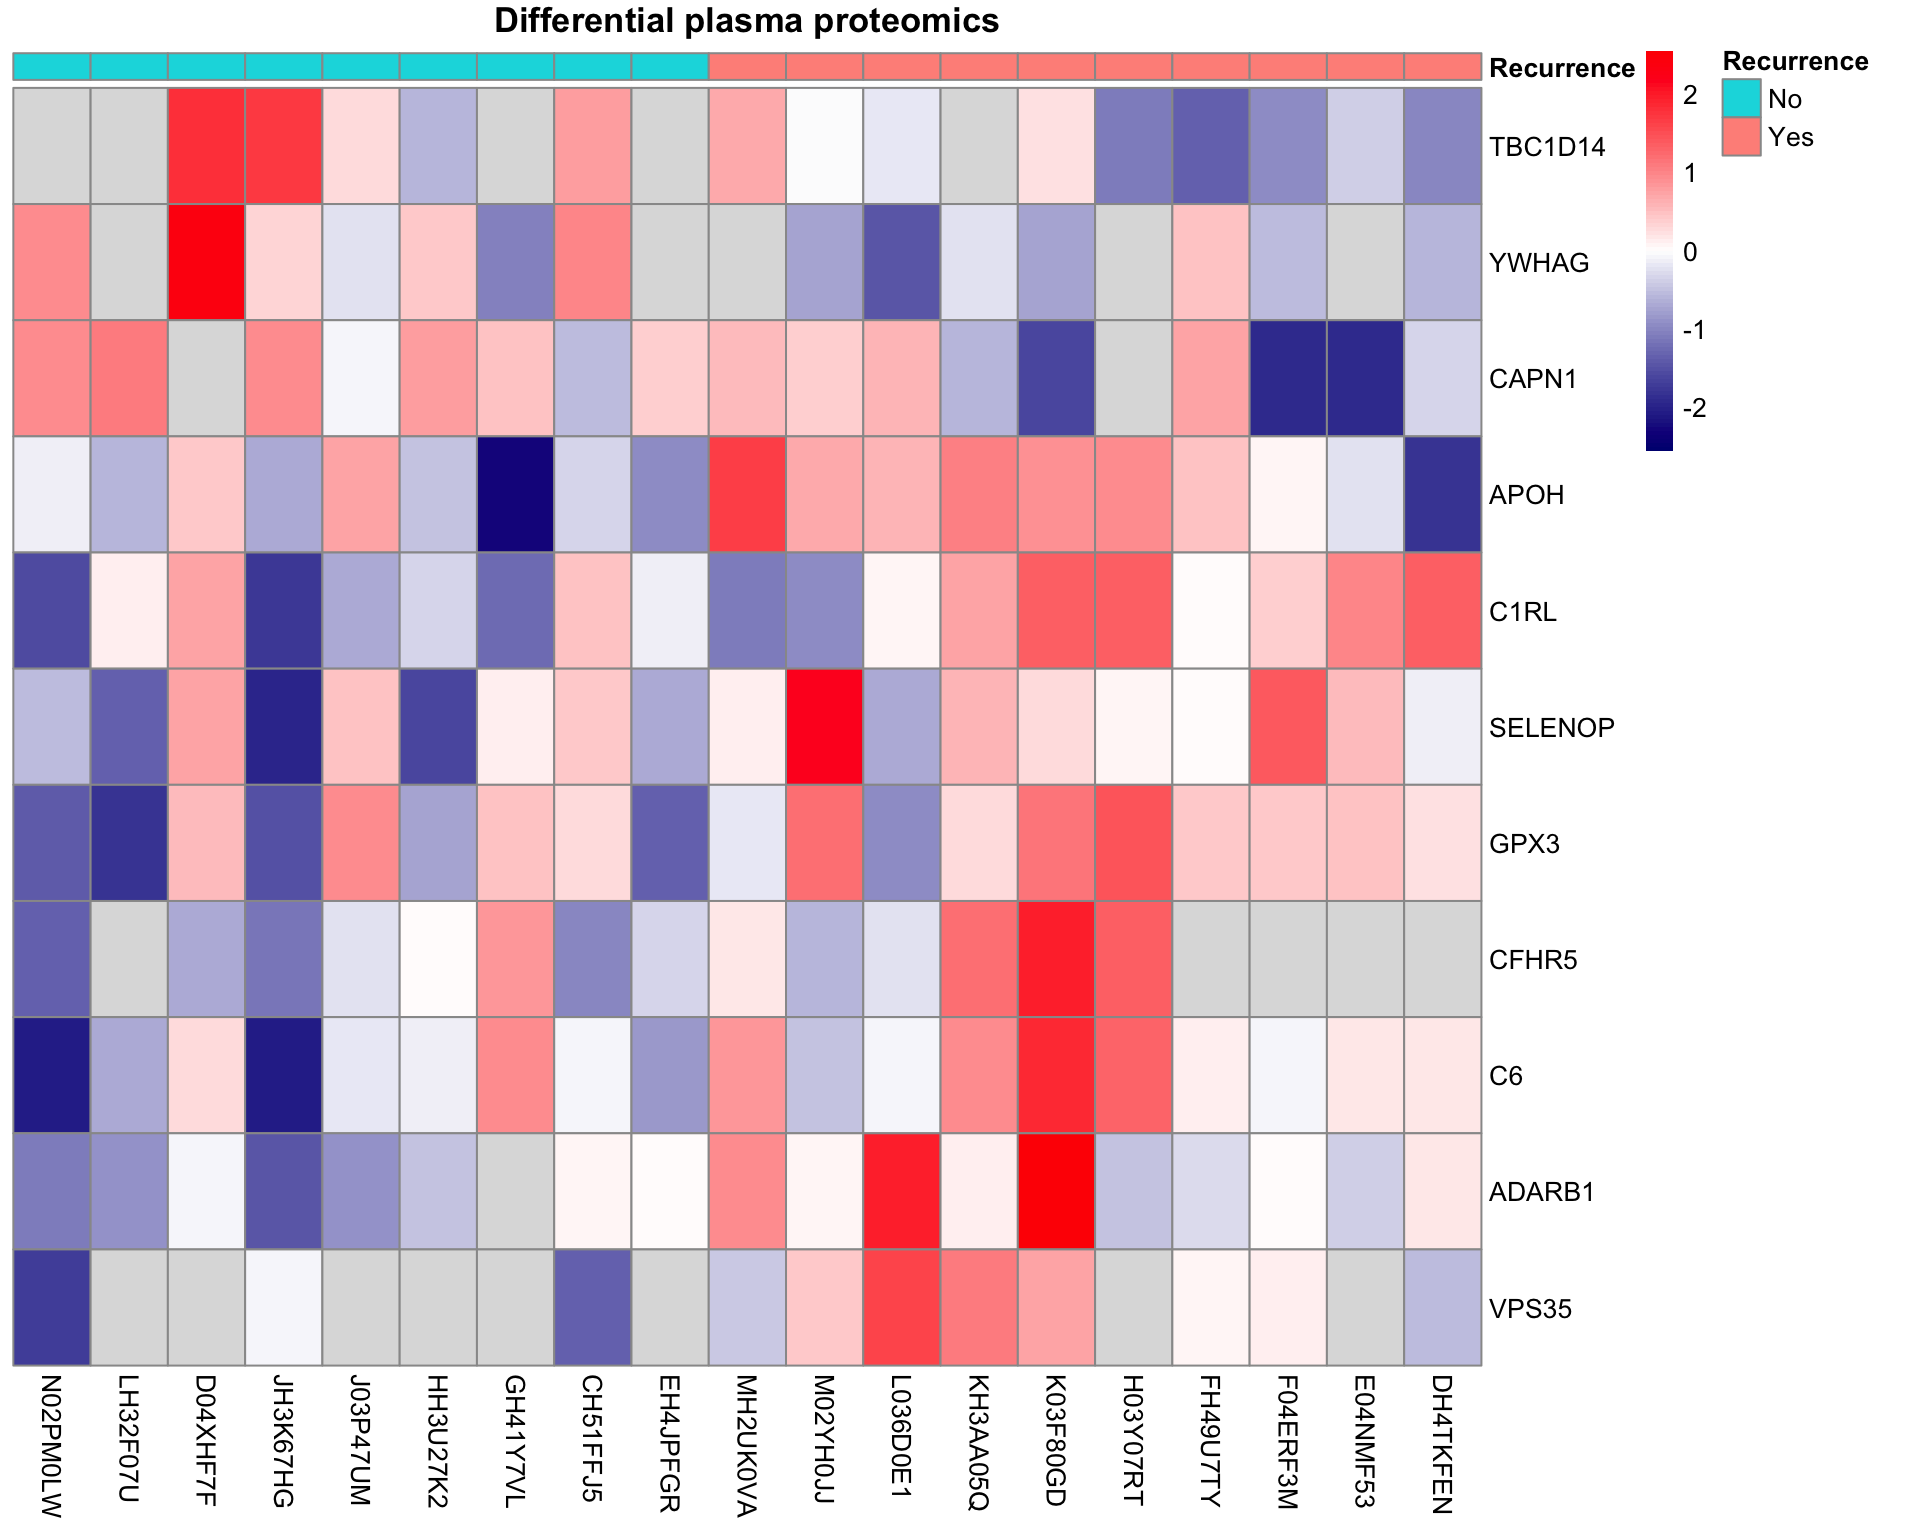 Differential plasma proteomics
Recurrence
TBC1D14
YWHAG
CAPN1
APOH
C1RL
SELENOP
GPX3
CFHR5
C6
ADARB1
VPS35
2
1
0
-1
-2
Recurrence
No
Yes
N02PM0LW
LH32F07U
D04XHF7F
JH3K67HG
J03P47UM
HH3U27K2
GH41Y7VL
CH51FFJ5
EH4JPFGR
MH2UK0VA
M02YH0JJ
L036D0E1
KH3AA05Q
K03F80GD
H03Y07RT
FH49U7TY
F04ERF3M
E04NMF53
DH4TKFEN